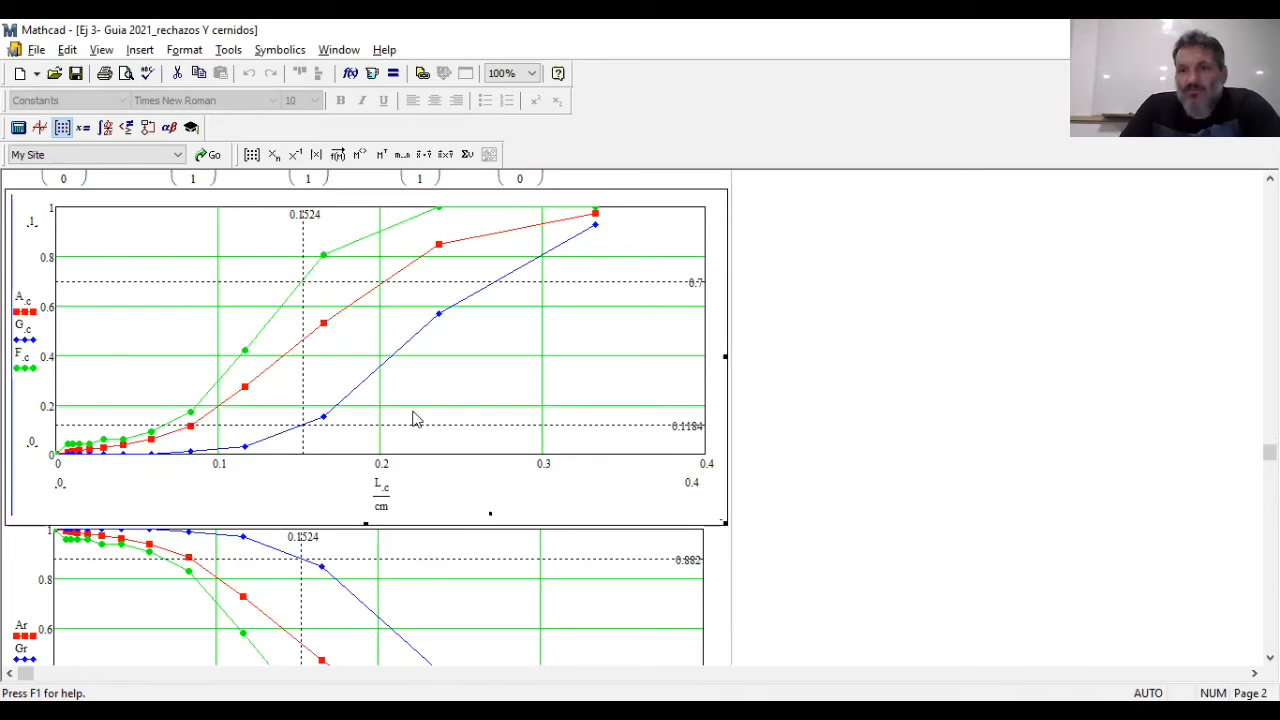 Mathcad - [Ej 3- Guia 2021_rechazos Y cernidos]
File Edit View Insert Format Tools Symbolics Window Help
100%
Constants Times New Roman 10 B I U
My Site Go
0 1 1 1 0
1 0.1524
.1.
0.8
0.7
A.c
0.6
G.c
F.c
0.4
0.2
0.1184
.0.
0
0 0.1 0.2 0.3 0.4
.0. L.c 0.4
cm
1 0.1524
0.882
0.8
Ar
0.6
Gr
Press F1 for help. AUTO NUM Page 2